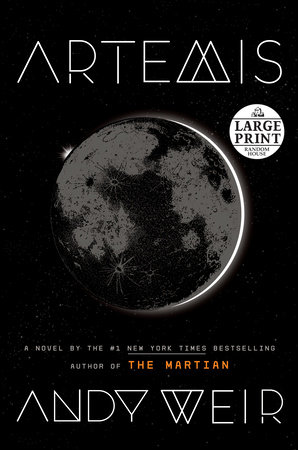 ARTEMIS
LARGE
PRINT
RANDOM
HOUSE
A NOVEL BY THE #1 NEW YORK TIMES BESTSELLING
AUTHOR OF THE MARTIAN
ANDY WEIR